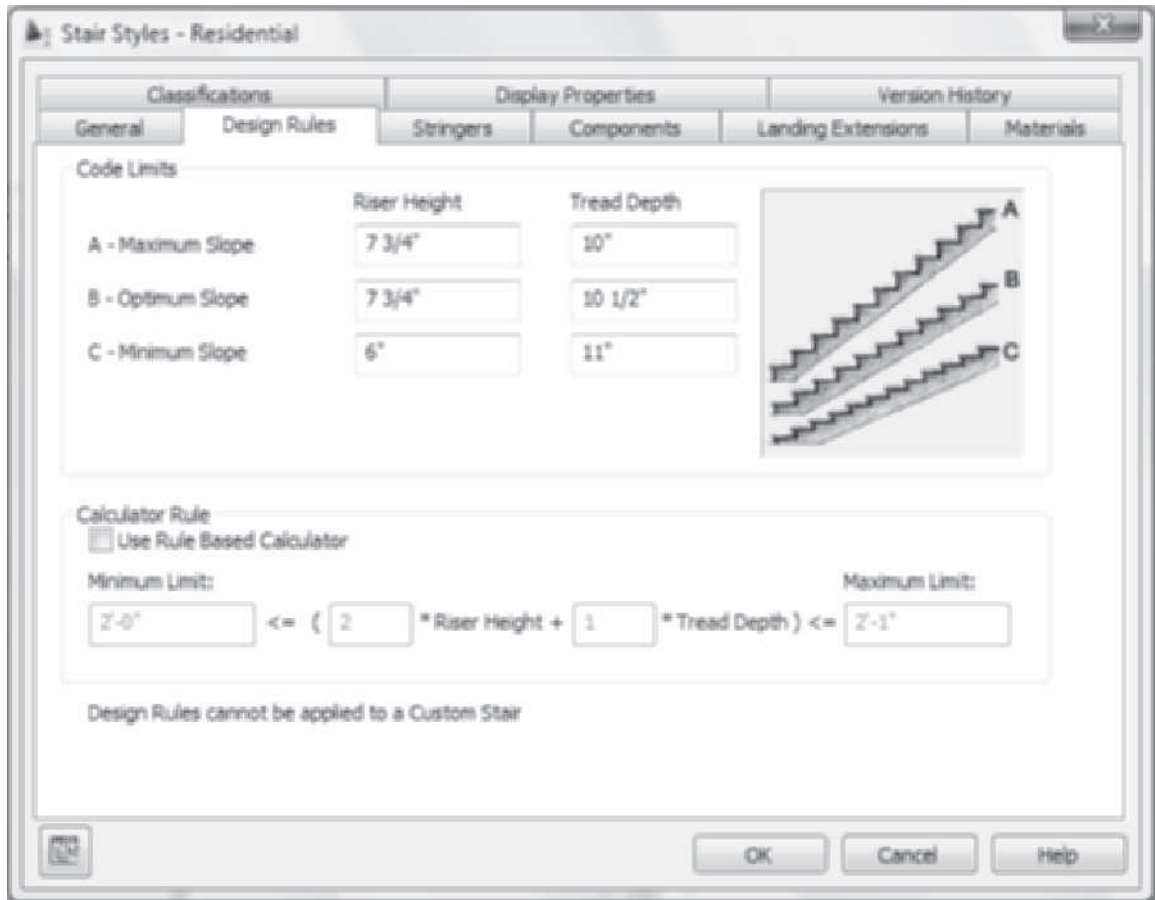 Stair Styles - Residential
Classifications Display Properties Version History
General Design Rules Stringers Components Landing Extensions Materials
Code Limits
Riser Height Tread Depth
A - Maximum Slope 7 3/4" 10"
B - Optimum Slope 7 3/4" 10 1/2"
C - Minimum Slope 6" 11"
A
B
C
Calculator Rule
Use Rule Based Calculator
Minimum Limit: Maximum Limit:
2'-0" <= ( 2 * Riser Height + 1 * Tread Depth ) <= 2'-1"
Design Rules cannot be applied to a Custom Stair
OK Cancel Help